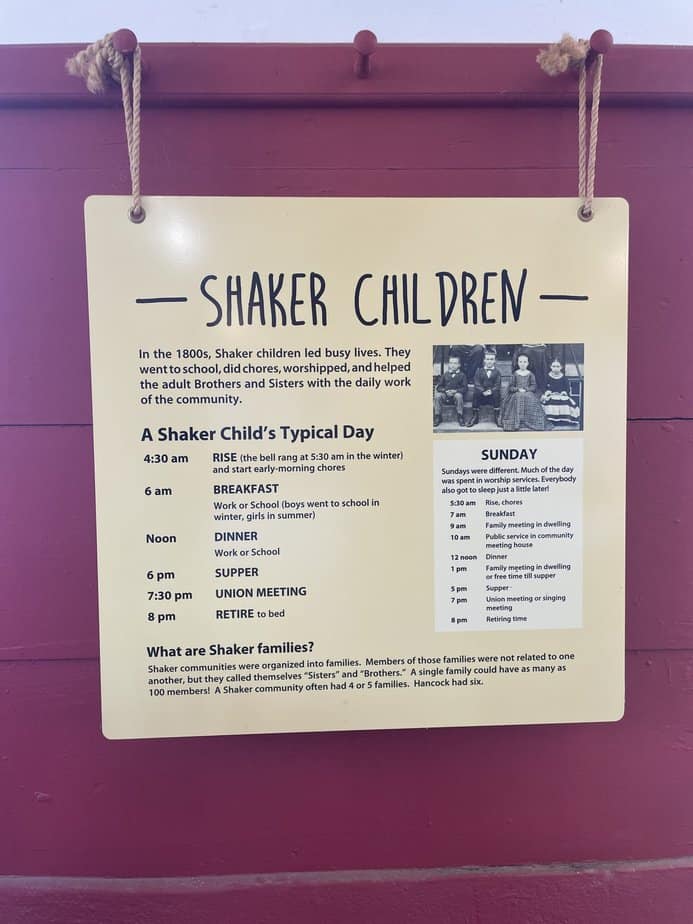 SHAKER CHILDREN
In the 1800s, Shaker children led busy lives. They
went to school, did chores, worshipped, and helped
the adult Brothers and Sisters with the daily work
of the community.
A Shaker Child's Typical Day
4:30 am RISE (the bell rang at 5:30 am in the winter)
and start early-morning chores
6 am BREAKFAST
Work or School (boys went to school in
winter, girls in summer)
Noon DINNER
Work or School
6 pm SUPPER
7:30 pm UNION MEETING
8 pm RETIRE to bed
SUNDAY
Sundays were different. Much of the day
was spent in worship services. Everybody
also got to sleep just a little later!
5:30 am Rise, chores
7 am Breakfast
9 am Family meeting in dwelling
10 am Public service in community
meeting house
12 noon Dinner
1 pm Family meeting in dwelling
or free time till supper
5 pm Supper
7 pm Union meeting or singing
meeting
8 pm Retiring time
What are Shaker families?
Shaker communities were organized into families. Members of those families were not related to one
another, but they called themselves "Sisters" and "Brothers." A single family could have as many as
100 members! A Shaker community often had 4 or 5 families. Hancock had six.